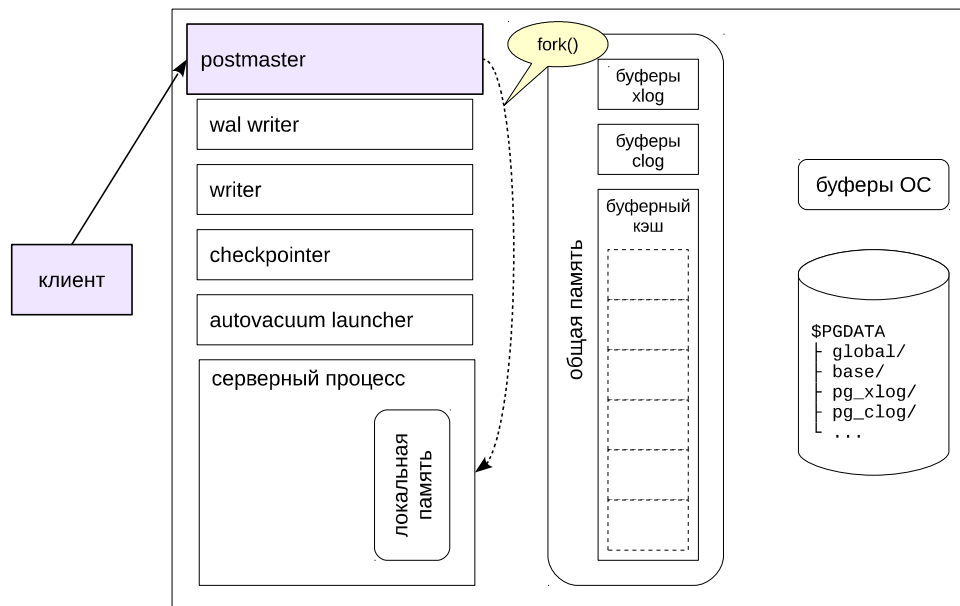 postmaster
fork()
wal writer
writer
checkpointer
autovacuum launcher
клиент
серверный процесс
локальная
память
общая память
буферы
xlog
буферы
clog
буферный
кэш
буферы ОС
$PGDATA
global/
base/
pg_xlog/
pg_clog/
...